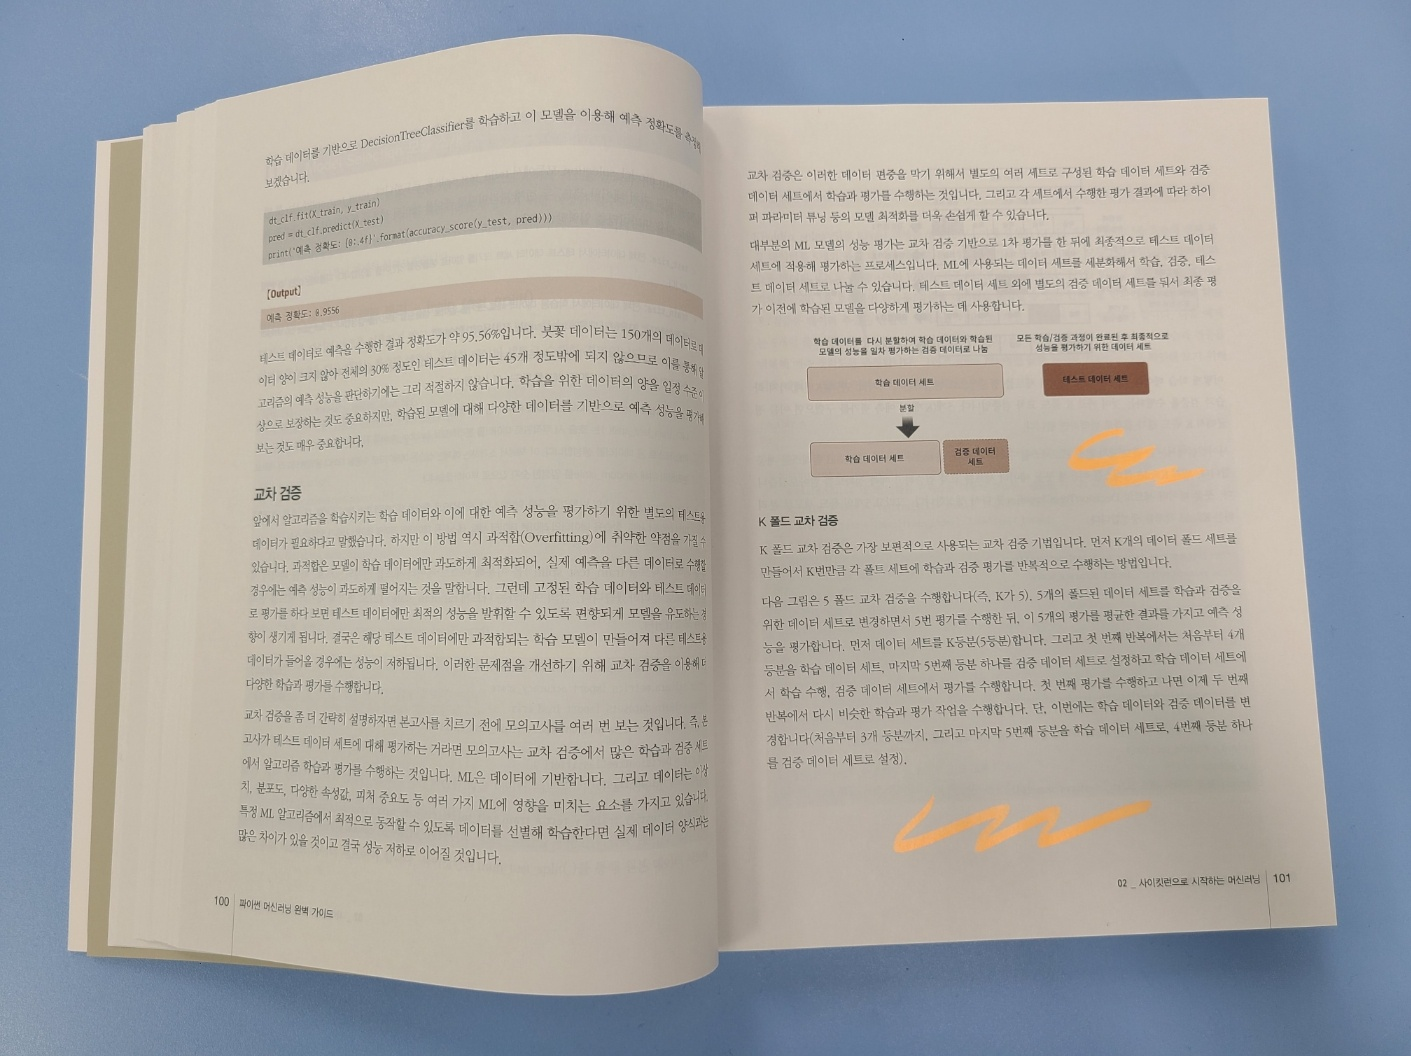 학습 데이터를 기반으로 DecisionTreeClassifier를 학습하고 이 모델을 이용해 예측 정확도를
보겠습니다.
dt_clf.fit(X_train, y_train)
pred = dt_clf.predict(X_test)
print('예측 정확도: {0:.4f}'.format(accuracy_score(y_test, pred)))
[Output]
예측 정확도: 0.9556
테스트 데이터로 예측을 수행한 결과 정확도가 약 95.56%입니다. 붓꽃 데이터는 150개의 데이터로 데
이터 양이 크지 않아 전체의 30% 정도인 테스트 데이터는 45개 정도밖에 되지 않으므로 이를 통해 알
고리즘의 예측 성능을 판단하기에는 그리 적절하지 않습니다. 학습을 위한 데이터의 양을 일정 수준 이
상으로 보장하는 것도 중요하지만, 학습된 모델에 대해 다양한 데이터를 기반으로 예측 성능을 평가해
보는 것도 매우 중요합니다.
교차 검증
앞에서 알고리즘을 학습시키는 학습 데이터와 이에 대한 예측 성능을 평가하기 위한 별도의 테스트용
데이터가 필요하다고 말했습니다. 하지만 이 방법 역시 과적합(Overfitting)에 취약한 약점을 가질 수
있습니다. 과적합은 모델이 학습 데이터에만 과도하게 최적화되어, 실제 예측을 다른 데이터로 수행할
경우에는 예측 성능이 과도하게 떨어지는 것을 말합니다. 그런데 고정된 학습 데이터와 테스트 데이터
로 평가를 하다 보면 테스트 데이터에만 최적의 성능을 발휘할 수 있도록 편향되게 모델을 유도하는 경
향이 생기게 됩니다. 결국은 해당 테스트 데이터에만 과적합되는 학습 모델이 만들어져 다른 테스트용
데이터가 들어올 경우에는 성능이 저하됩니다. 이러한 문제점을 개선하기 위해 교차 검증을 이용해 더
다양한 학습과 평가를 수행합니다.
교차 검증을 좀 더 간략히 설명하자면 본고사를 치르기 전에 모의고사를 여러 번 보는 것입니다. 즉, 본
고사가 테스트 데이터 세트에 대해 평가하는 거라면 모의고사는 교차 검증에서 많은 학습과 검증 세트
에서 알고리즘 학습과 평가를 수행하는 것입니다. ML은 데이터에 기반합니다. 그리고 데이터는 이상
치, 분포도, 다양한 속성값, 피처 중요도 등 여러 가지 ML에 영향을 미치는 요소를 가지고 있습니다.
특정 ML 알고리즘에서 최적으로 동작할 수 있도록 데이터를 선별해 학습한다면 실제 데이터 양식과는
많은 차이가 있을 것이고 결국 성능 저하로 이어질 것입니다.
100 파이썬 머신러닝 완벽 가이드
교차 검증은 이러한 데이터 편중을 막기 위해서 별도의 여러 세트로 구성된 학습 데이터 세트와 검증
데이터 세트에서 학습과 평가를 수행하는 것입니다. 그리고 각 세트에서 수행한 평가 결과에 따라 하이
퍼 파라미터 튜닝 등의 모델 최적화를 더욱 손쉽게 할 수 있습니다.
대부분의 ML 모델의 성능 평가는 교차 검증 기반으로 1차 평가를 한 뒤에 최종적으로 테스트 데이터
세트에 적용해 평가하는 프로세스입니다. ML에 사용되는 데이터 세트를 세분화해서 학습, 검증, 테스
트 데이터 세트로 나눌 수 있습니다. 테스트 데이터 세트 외에 별도의 검증 데이터 세트를 둬서 최종 평
가 이전에 학습된 모델을 다양하게 평가하는 데 사용합니다.
학습 데이터를 다시 분할하여 학습 데이터와 학습된
모델의 성능을 일차 평가하는 검증 데이터로 나눔
모든 학습/검증 과정이 완료된 후 최종적으로
성능을 평가하기 위한 데이터 세트
학습 데이터 세트
테스트 데이터 세트
분할
학습 데이터 세트
검증 데이터
세트
K 폴드 교차 검증
K 폴드 교차 검증은 가장 보편적으로 사용되는 교차 검증 기법입니다. 먼저 K개의 데이터 폴드 세트를
만들어서 K번만큼 각 폴트 세트에 학습과 검증 평가를 반복적으로 수행하는 방법입니다.
다음 그림은 5 폴드 교차 검증을 수행합니다(즉, K가 5). 5개의 폴드된 데이터 세트를 학습과 검증을
위한 데이터 세트로 변경하면서 5번 평가를 수행한 뒤, 이 5개의 평가를 평균한 결과를 가지고 예측 성
능을 평가합니다. 먼저 데이터 세트를 K등분(5등분)합니다. 그리고 첫 번째 반복에서는 처음부터 4개
등분을 학습 데이터 세트, 마지막 5번째 등분 하나를 검증 데이터 세트로 설정하고 학습 데이터 세트에
서 학습 수행, 검증 데이터 세트에서 평가를 수행합니다. 첫 번째 평가를 수행하고 나면 이제 두 번째
반복에서 다시 비슷한 학습과 평가 작업을 수행합니다. 단, 이번에는 학습 데이터와 검증 데이터를 변
경합니다(처음부터 3개 등분까지, 그리고 마지막 5번째 등분을 학습 데이터 세트로, 4번째 등분 하나
를 검증 데이터 세트로 설정).
02 _ 사이킷런으로 시작하는 머신러닝 101